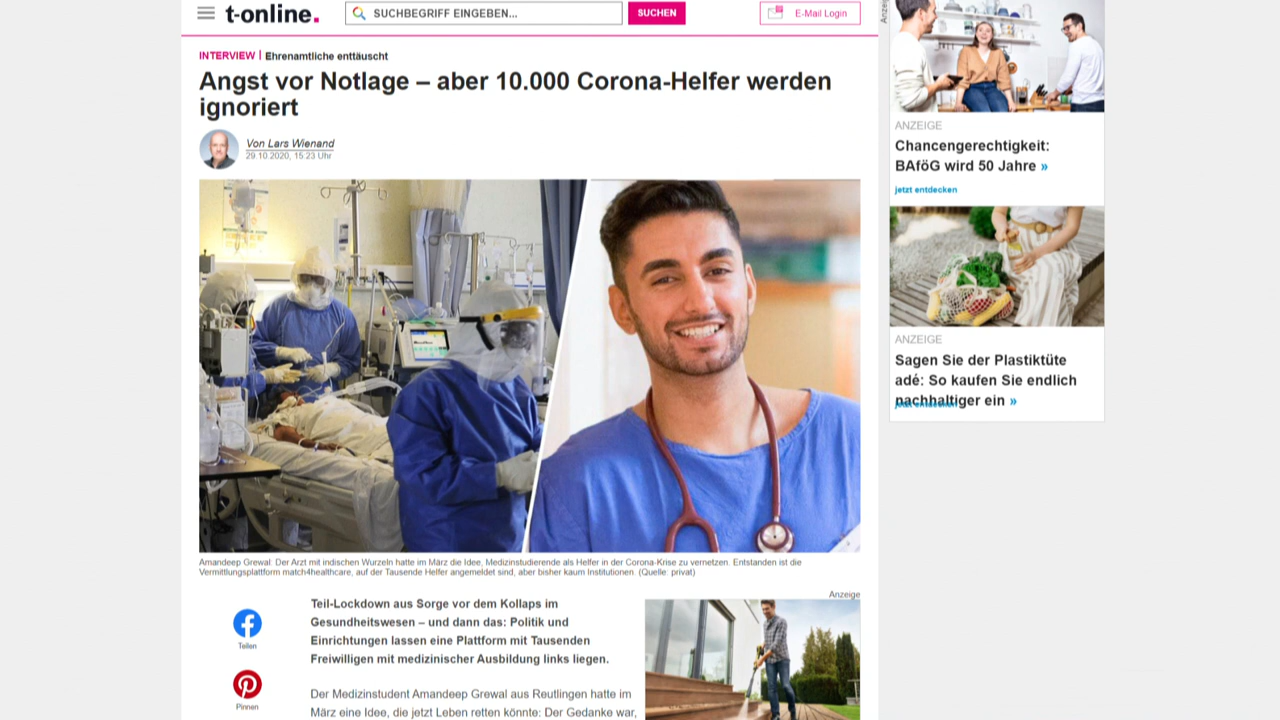 t-online.
SUCHBEGRIFF EINGEBEN...
SUCHEN
E-Mail Login
INTERVIEW | Ehrenamtliche enttäuscht
Angst vor Notlage – aber 10.000 Corona-Helfer werden
ignoriert
Von Lars Wienand
29.10.2020, 15:23 Uhr
Amandeep Grewal: Der Arzt mit indischen Wurzeln hatte im März die Idee, Medizinstudierende als Helfer in der Corona-Krise zu vernetzen. Entstanden ist die
Vermittlungsplattform match4healthcare, auf der Tausende Helfer angemeldet sind, aber bisher kaum Institutionen. (Quelle: privat)
Teilen
Pinnen
Teil-Lockdown aus Sorge vor dem Kollaps im
Gesundheitswesen – und dann das: Politik und
Einrichtungen lassen eine Plattform mit Tausenden
Freiwilligen mit medizinischer Ausbildung links liegen.
Der Medizinstudent Amandeep Grewal aus Reutlingen hatte im
März eine Idee, die jetzt Leben retten könnte: Der Gedanke war,
Anzeige
ANZEIGE
Chancengerechtigkeit:
BAföG wird 50 Jahre »
jetzt entdecken
ANZEIGE
Sagen Sie der Plastiktüte
adé: So kaufen Sie endlich
nachhaltiger ein »